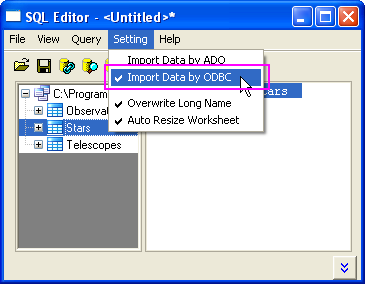 SQL Editor - <Untitled>*
File View Query Setting Help
Import Data by ADO
Import Data by ODBC
Overwrite Long Name
Auto Resize Worksheet
C:\Program
Observat
Stars
Telescopes